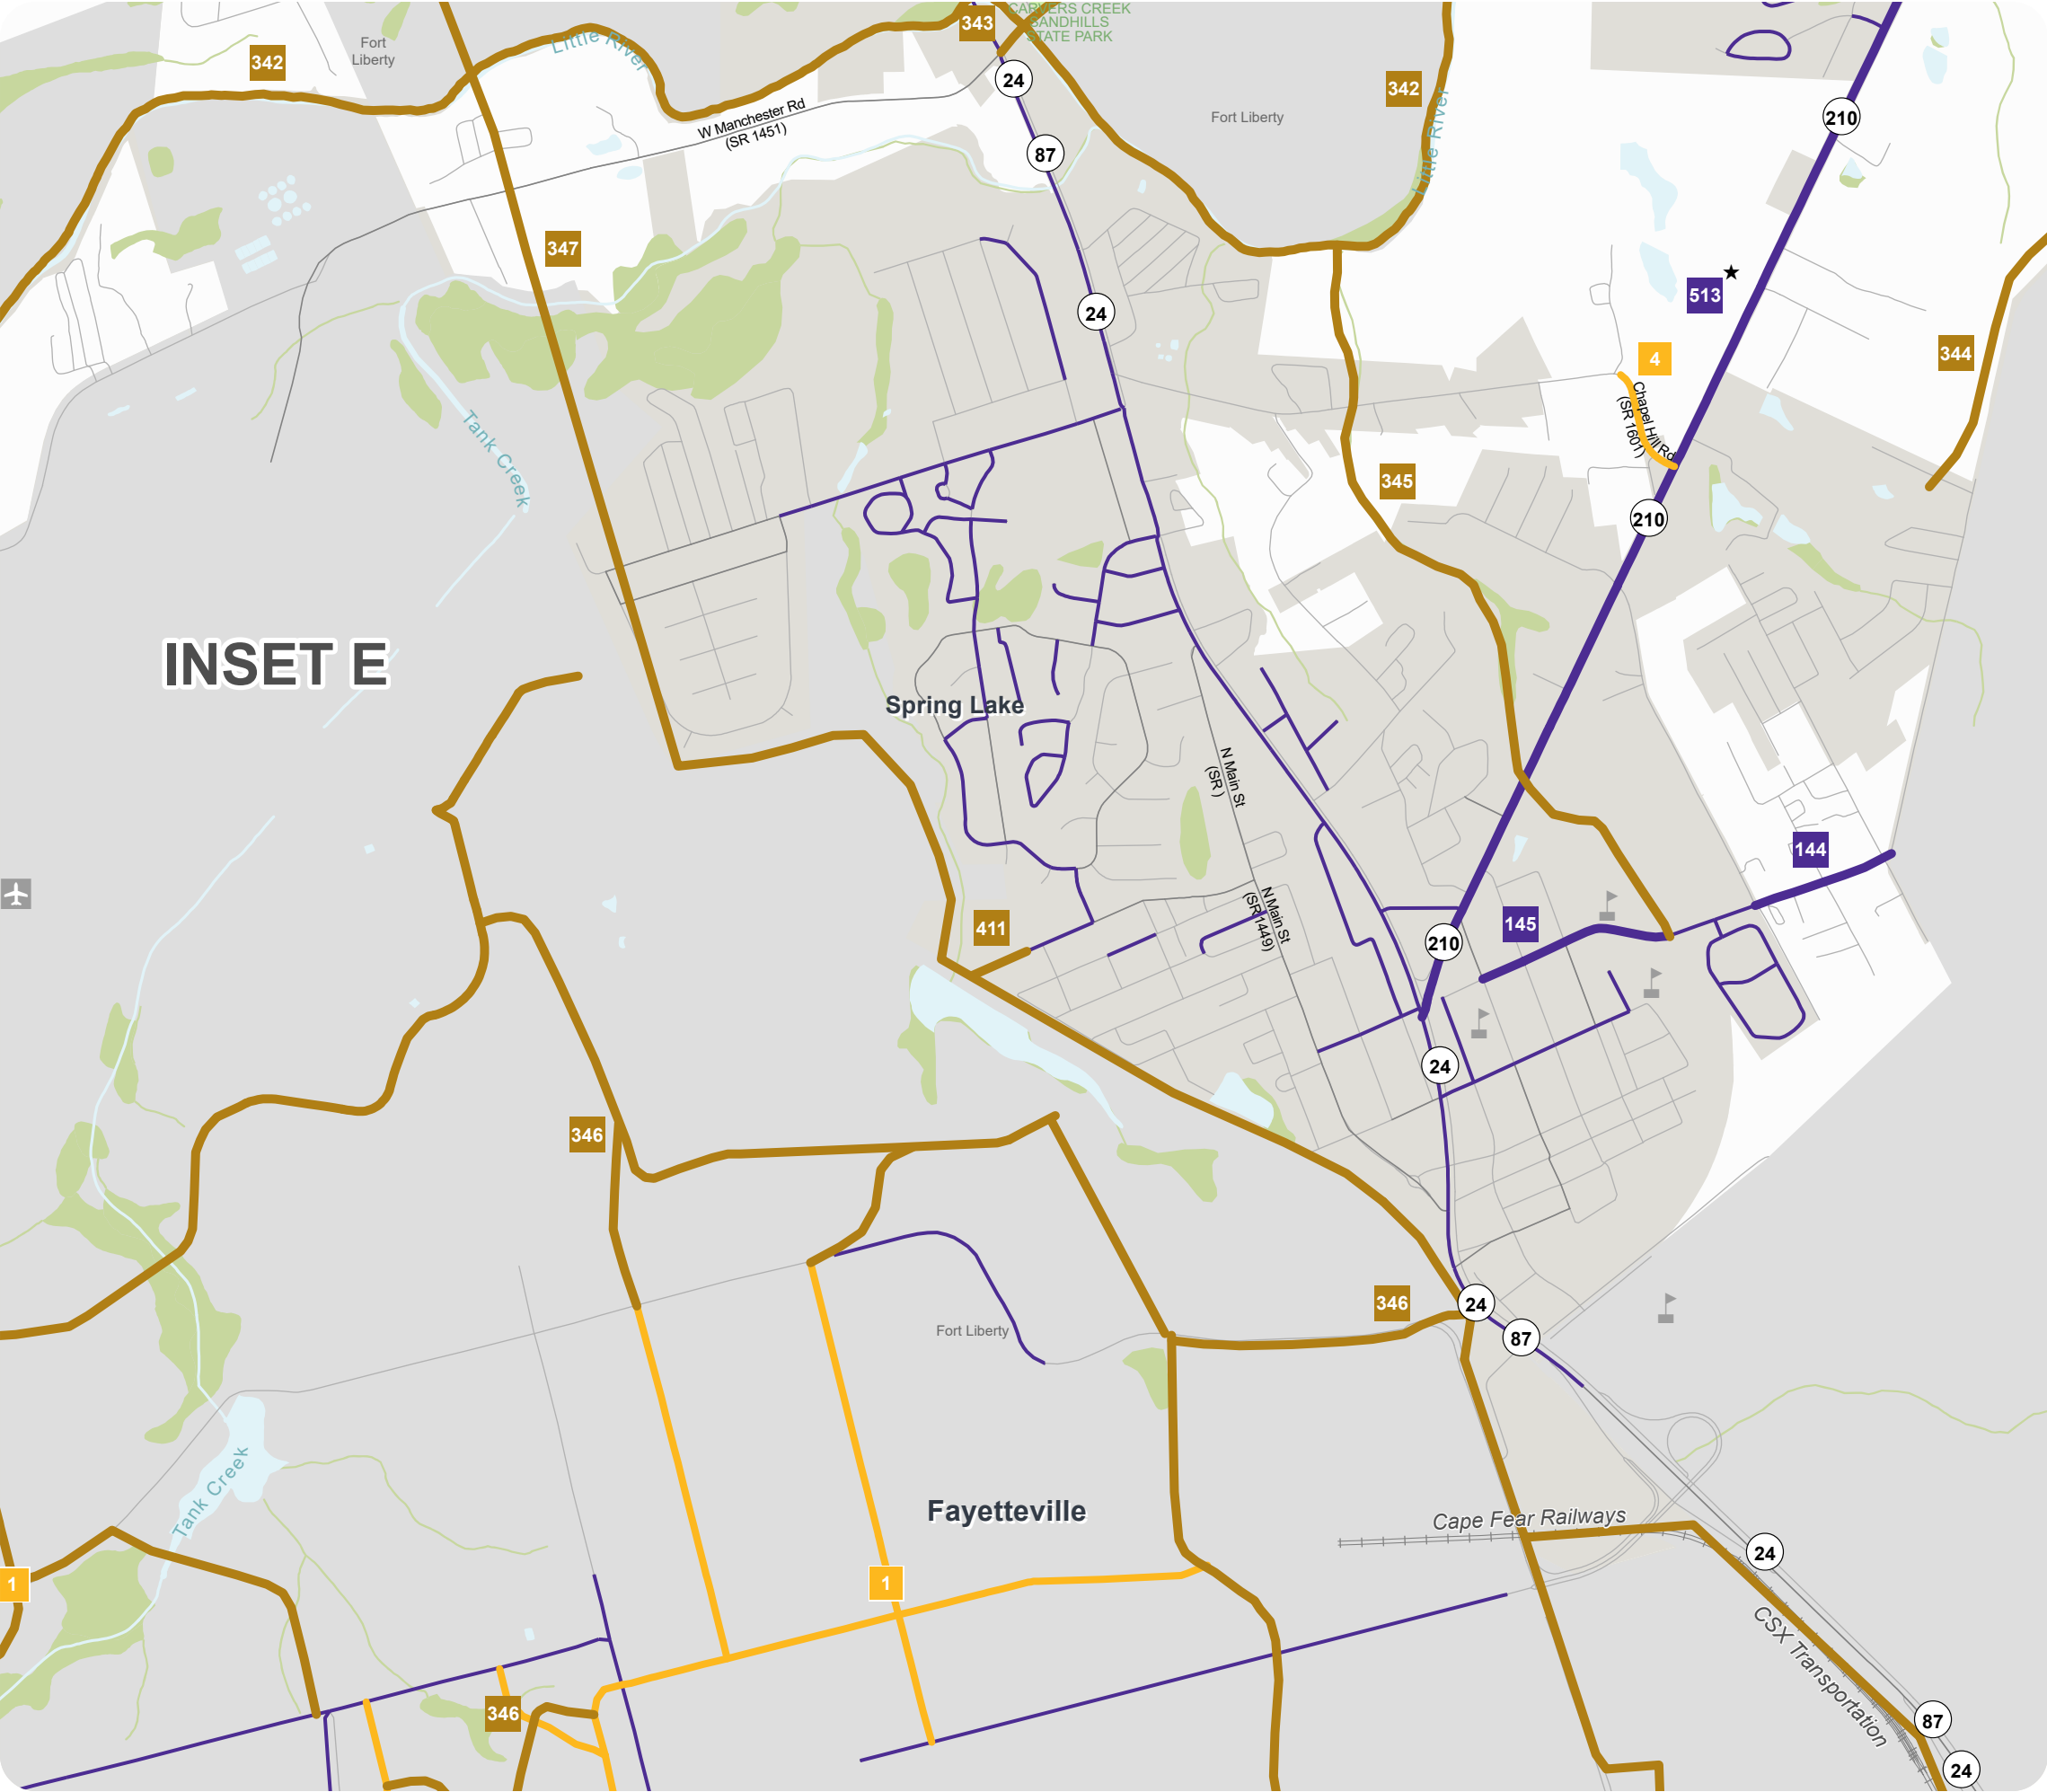 343
CARVERS CREEK
SANDHILLS
STATE PARK
Fort
Liberty
342
Little River
24
342
W Manchester Rd
(SR 1451)
Fort Liberty
210
87
Little River
347
24
513
4
344
Chapel Hill Rd
(SR 1601)
Tank Creek
345
210
INSET E
Spring Lake
N Main St
(SR )
144
411
N Main St
(SR 1449)
145
210
24
346
346
24
Fort Liberty
87
Tank Creek
Fayetteville
Cape Fear Railways
24
1
1
CSX Transportation
346
87
24